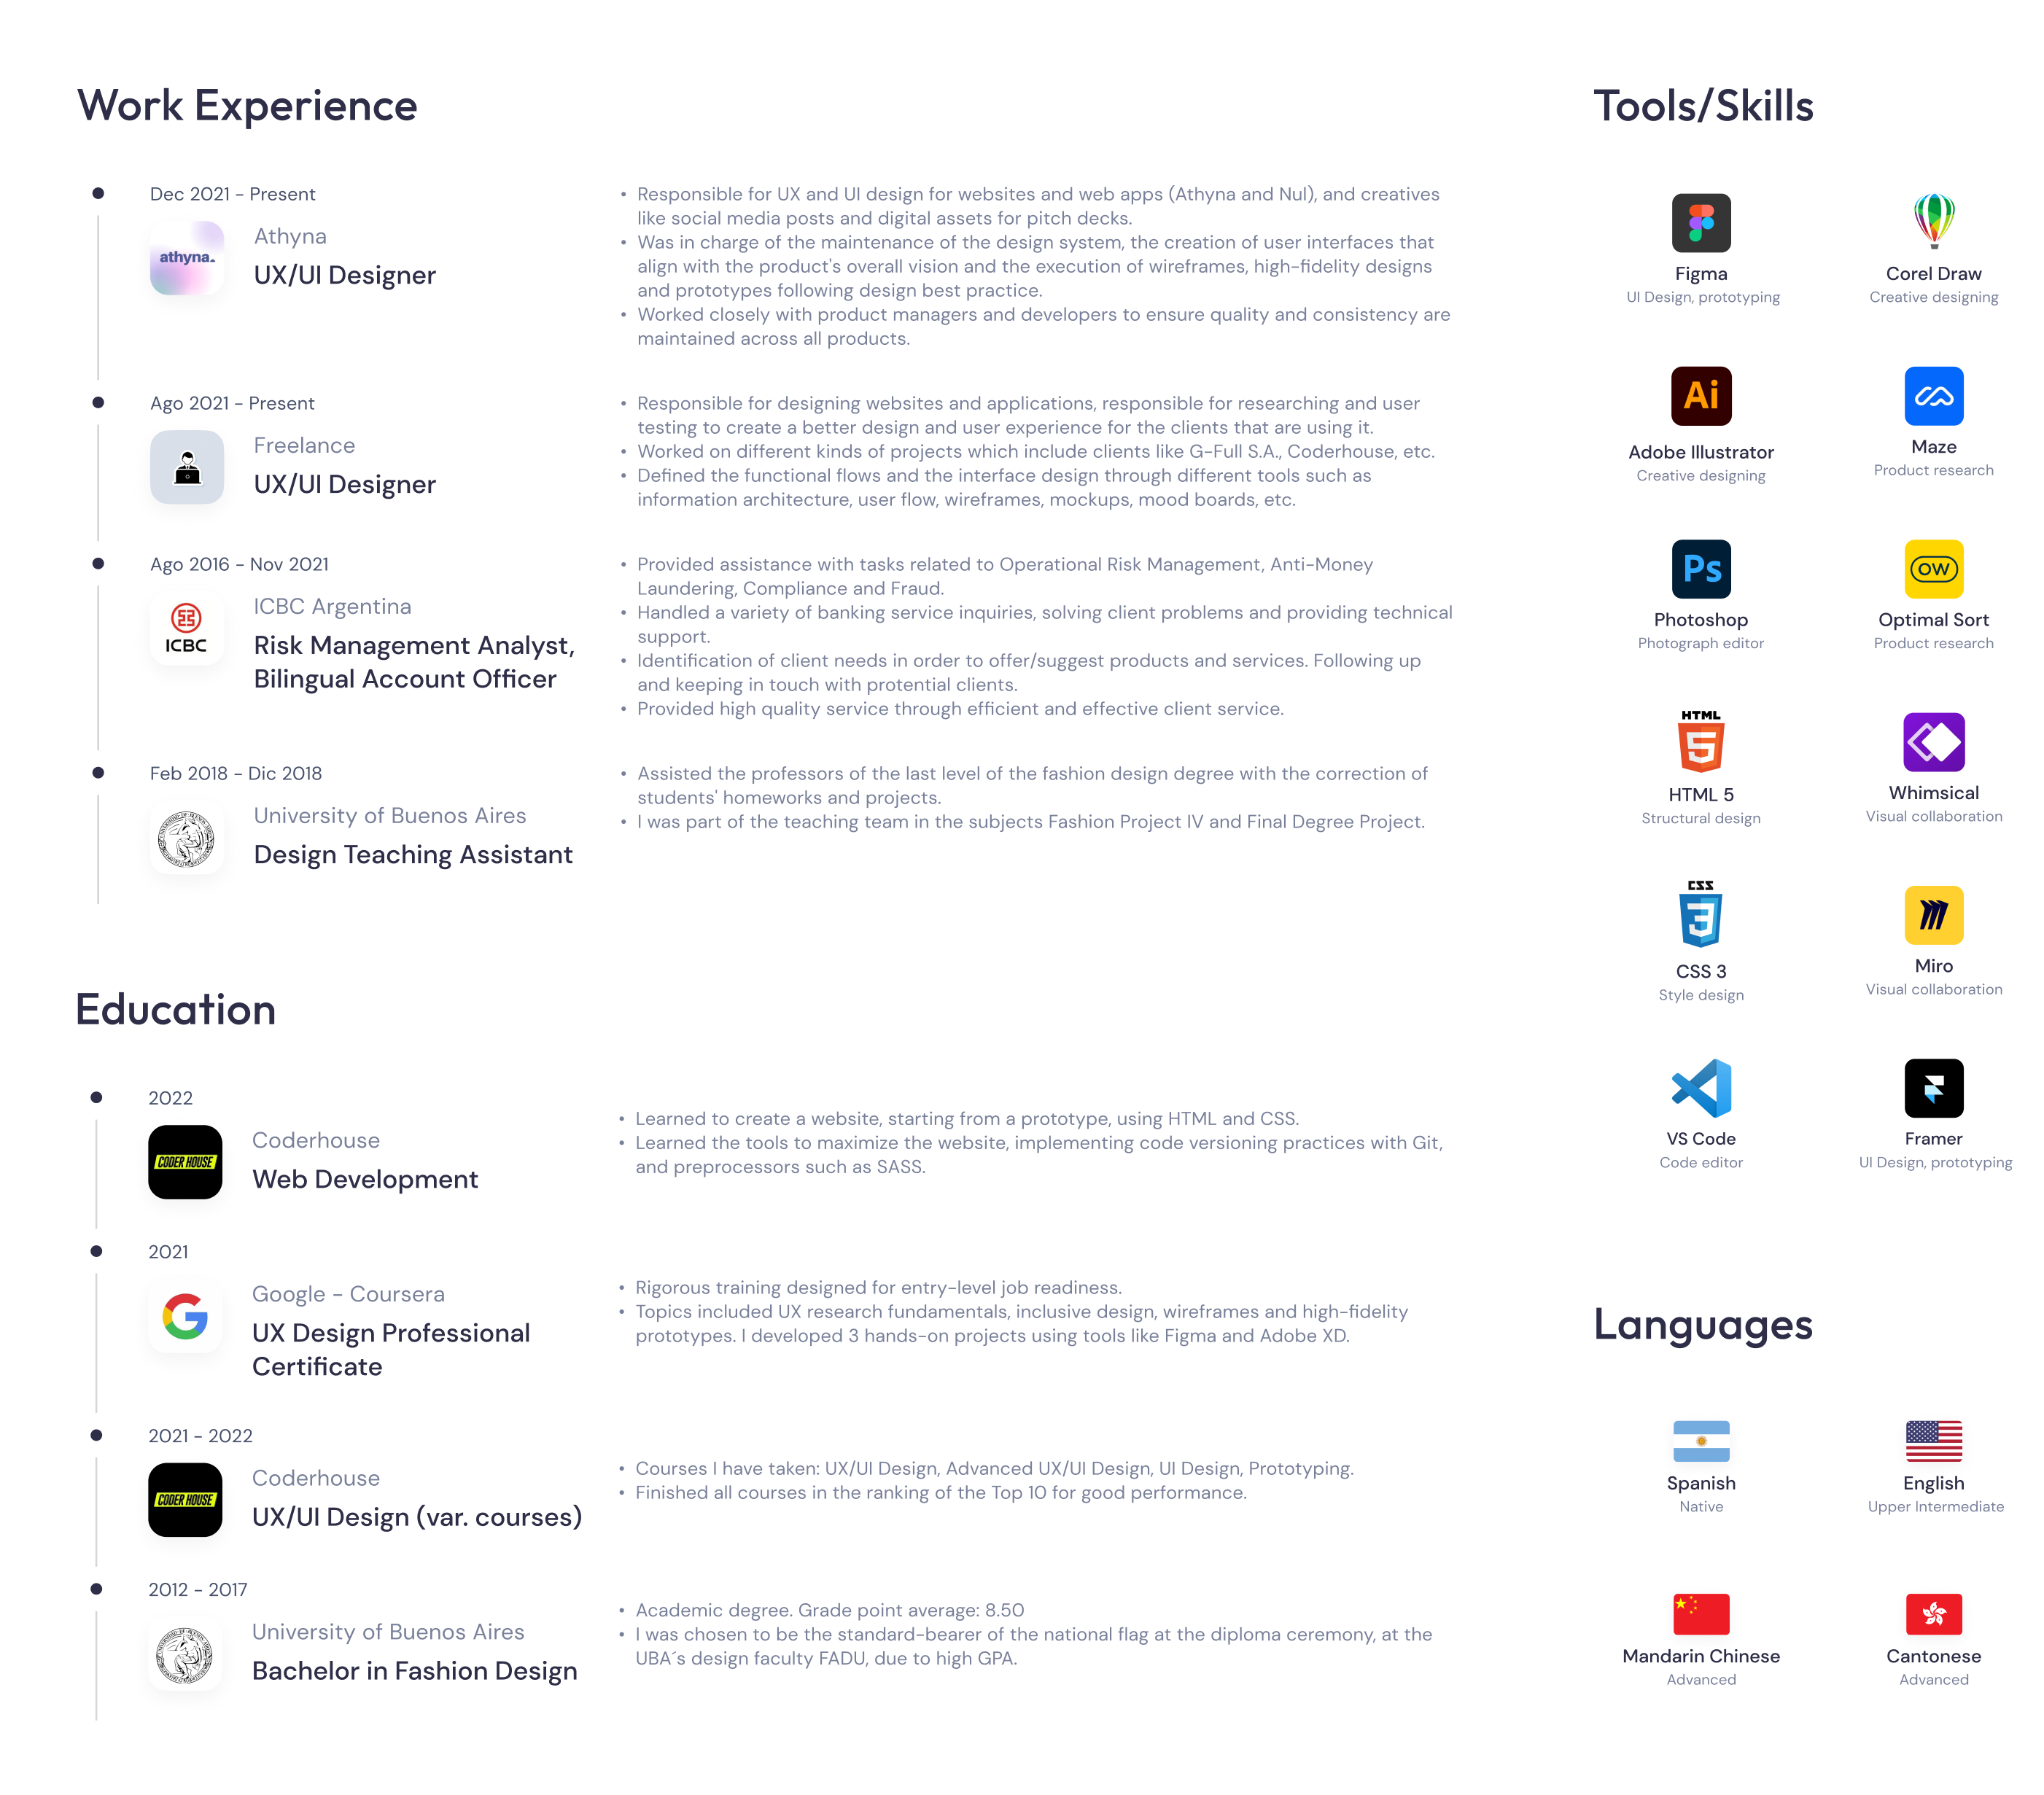 Work Experience
Dec 2021 - Present
athyna.
Athyna
UX/UI Designer
• Responsible for UX and UI design for websites and web apps (Athyna and Nul), and creatives
like social media posts and digital assets for pitch decks.
• Was in charge of the maintenance of the design system, the creation of user interfaces that
align with the product's overall vision and the execution of wireframes, high-fidelity designs
and prototypes following design best practice.
• Worked closely with product managers and developers to ensure quality and consistency are
maintained across all products.
Ago 2021 - Present
Freelance
UX/UI Designer
• Responsible for designing websites and applications, responsible for researching and user
testing to create a better design and user experience for the clients that are using it.
• Worked on different kinds of projects which include clients like G-Full S.A., Coderhouse, etc.
• Defined the functional flows and the interface design through different tools such as
information architecture, user flow, wireframes, mockups, mood boards, etc.
Ago 2016 - Nov 2021
ICBC
ICBC Argentina
Risk Management Analyst,
Bilingual Account Officer
• Provided assistance with tasks related to Operational Risk Management, Anti-Money
Laundering, Compliance and Fraud.
• Handled a variety of banking service inquiries, solving client problems and providing technical
support.
• Identification of client needs in order to offer/suggest products and services. Following up
and keeping in touch with protential clients.
• Provided high quality service through efficient and effective client service.
Feb 2018 - Dic 2018
University of Buenos Aires
Design Teaching Assistant
• Assisted the professors of the last level of the fashion design degree with the correction of
students' homeworks and projects.
• I was part of the teaching team in the subjects Fashion Project IV and Final Degree Project.
Education
2022
CODER HOUSE
Coderhouse
Web Development
• Learned to create a website, starting from a prototype, using HTML and CSS.
• Learned the tools to maximize the website, implementing code versioning practices with Git,
and preprocessors such as SASS.
2021
Google - Coursera
UX Design Professional
Certificate
• Rigorous training designed for entry-level job readiness.
• Topics included UX research fundamentals, inclusive design, wireframes and high-fidelity
prototypes. I developed 3 hands-on projects using tools like Figma and Adobe XD.
2021 - 2022
CODER HOUSE
Coderhouse
UX/UI Design (var. courses)
• Courses I have taken: UX/UI Design, Advanced UX/UI Design, UI Design, Prototyping.
• Finished all courses in the ranking of the Top 10 for good performance.
2012 - 2017
University of Buenos Aires
Bachelor in Fashion Design
• Academic degree. Grade point average: 8.50
• I was chosen to be the standard-bearer of the national flag at the diploma ceremony, at the
UBA´s design faculty FADU, due to high GPA.
Tools/Skills
Figma
UI Design, prototyping
Corel Draw
Creative designing
Ai
Adobe Illustrator
Creative designing
Maze
Product research
Ps
Photoshop
Photograph editor
OW
Optimal Sort
Product research
HTML
5
HTML 5
Structural design
Whimsical
Visual collaboration
CSS
3
CSS 3
Style design
Miro
Visual collaboration
VS Code
Code editor
Framer
UI Design, prototyping
Languages
Spanish
Native
English
Upper Intermediate
Mandarin Chinese
Advanced
Cantonese
Advanced